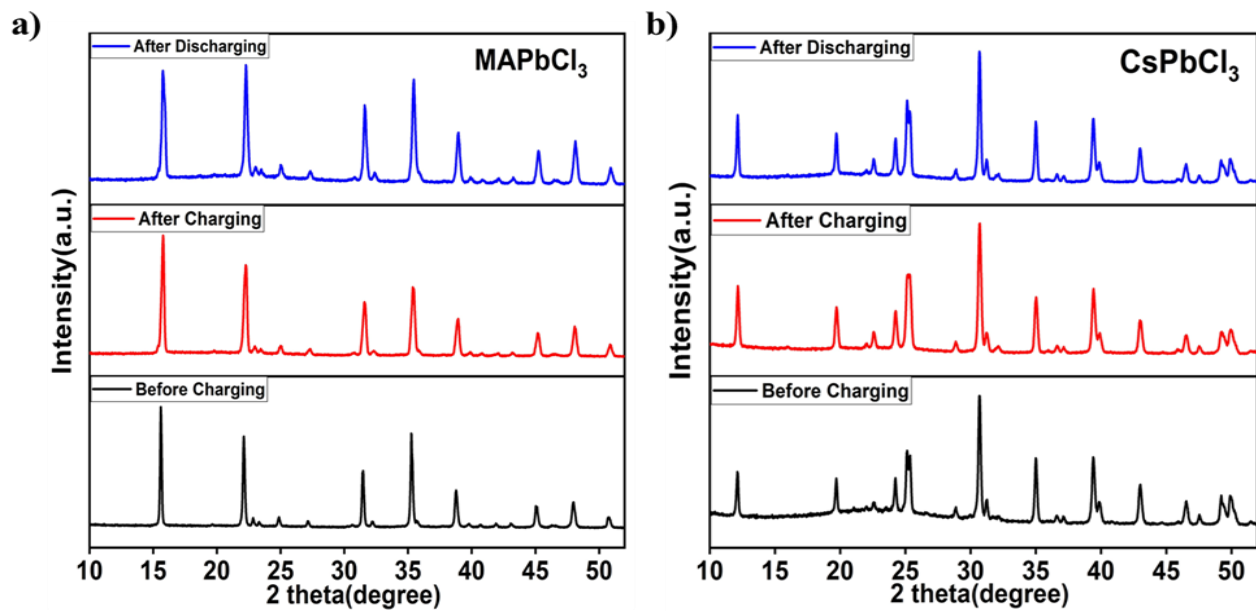 a)
After Discharging
MAPbCl₃
After Charging
Before Charging
Intensity(a.u.)
10 15 20 25 30 35 40 45 50
2 theta(degree)
b)
After Discharging
CsPbCl₃
After Charging
Before Charging
Intensity(a.u.)
10 15 20 25 30 35 40 45 50
2 theta(degree)